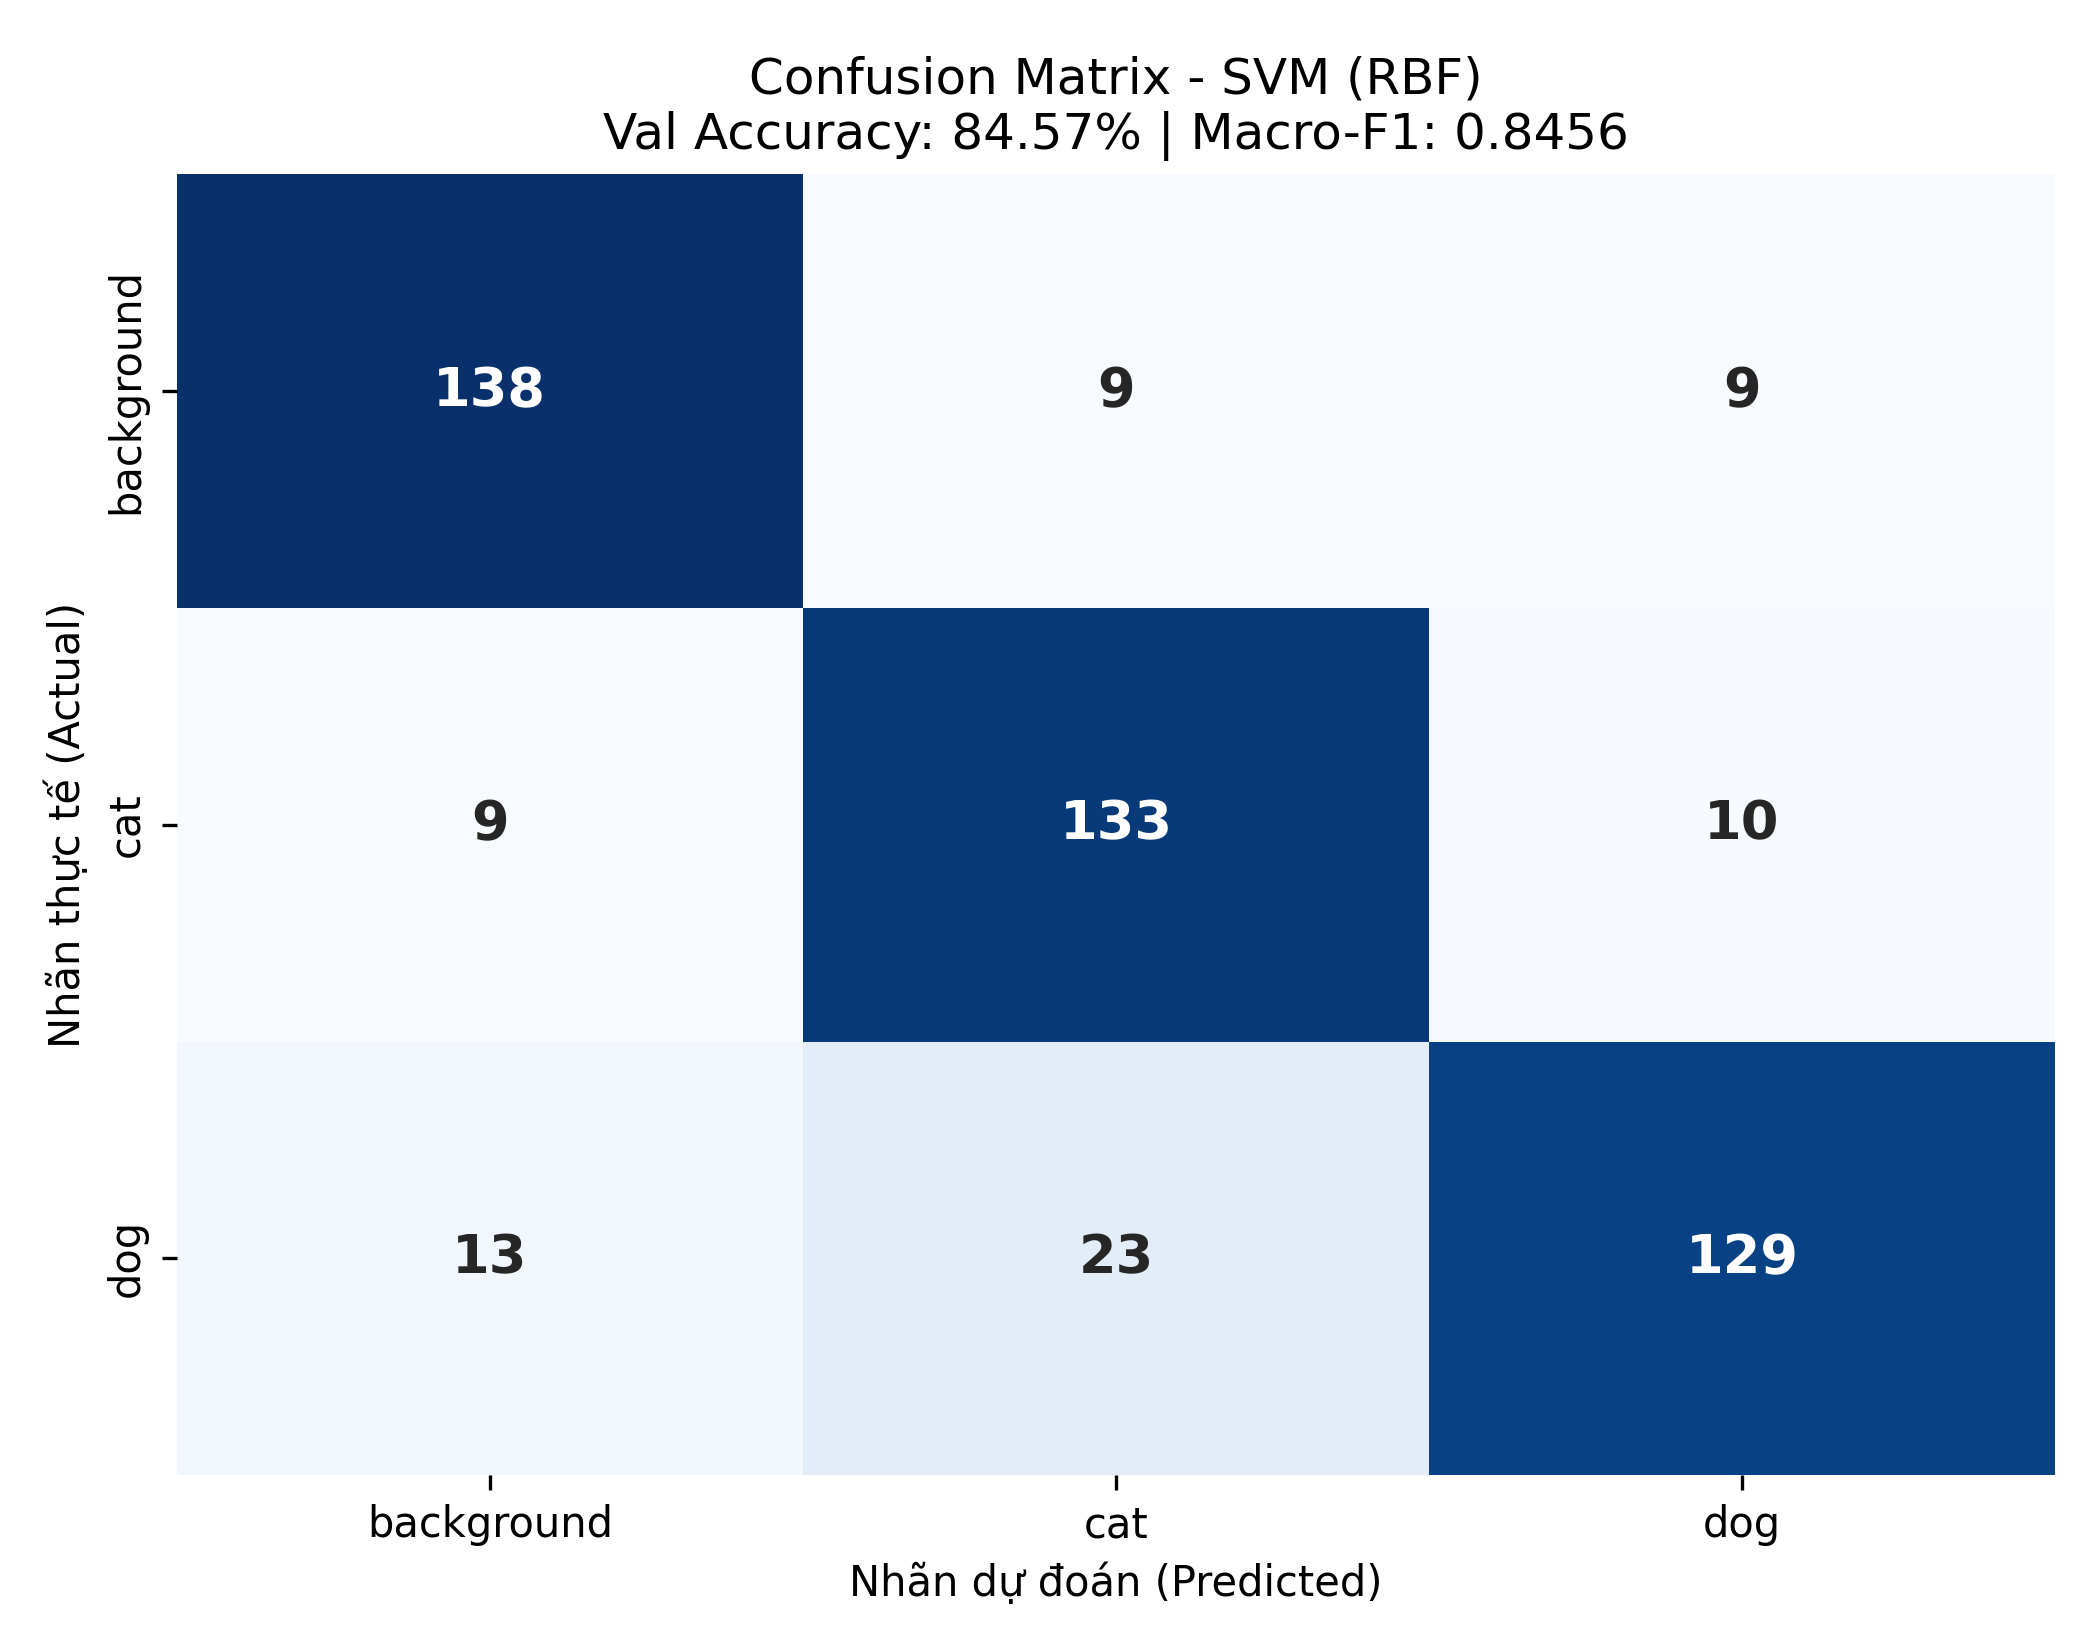 Confusion Matrix - SVM (RBF)
Val Accuracy: 84.57% | Macro-F1: 0.8456
Nhãn thực tế (Actual)
background
138
9
9
cat
9
133
10
dog
13
23
129
background
cat
dog
Nhãn dự đoán (Predicted)